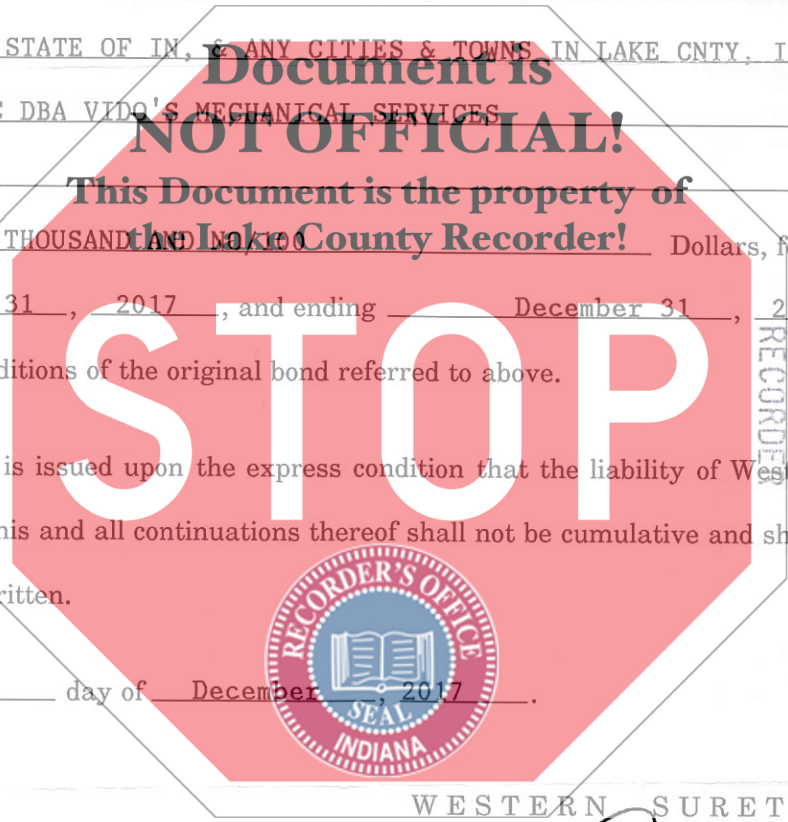 STATE OF IN, & ANY CITIES & TOWNS IN LAKE CNTY, I
Document is
DBA VIDO'S MECHANICAL SERVICES
NOT OFFICIAL!
This Document is the property of
the Lake County Recorder!
THOUSAND AND NO/100 Dollars, f
31, 2017, and ending December 31, 2
RECORDER
STOP
ditions of the original bond referred to above.
is issued upon the express condition that the liability of West
his and all continuations thereof shall not be cumulative and sh
ritten.
RECORDER'S OFFICE
SEAL
INDIANA
day of December, 2017.
WESTERN SURET